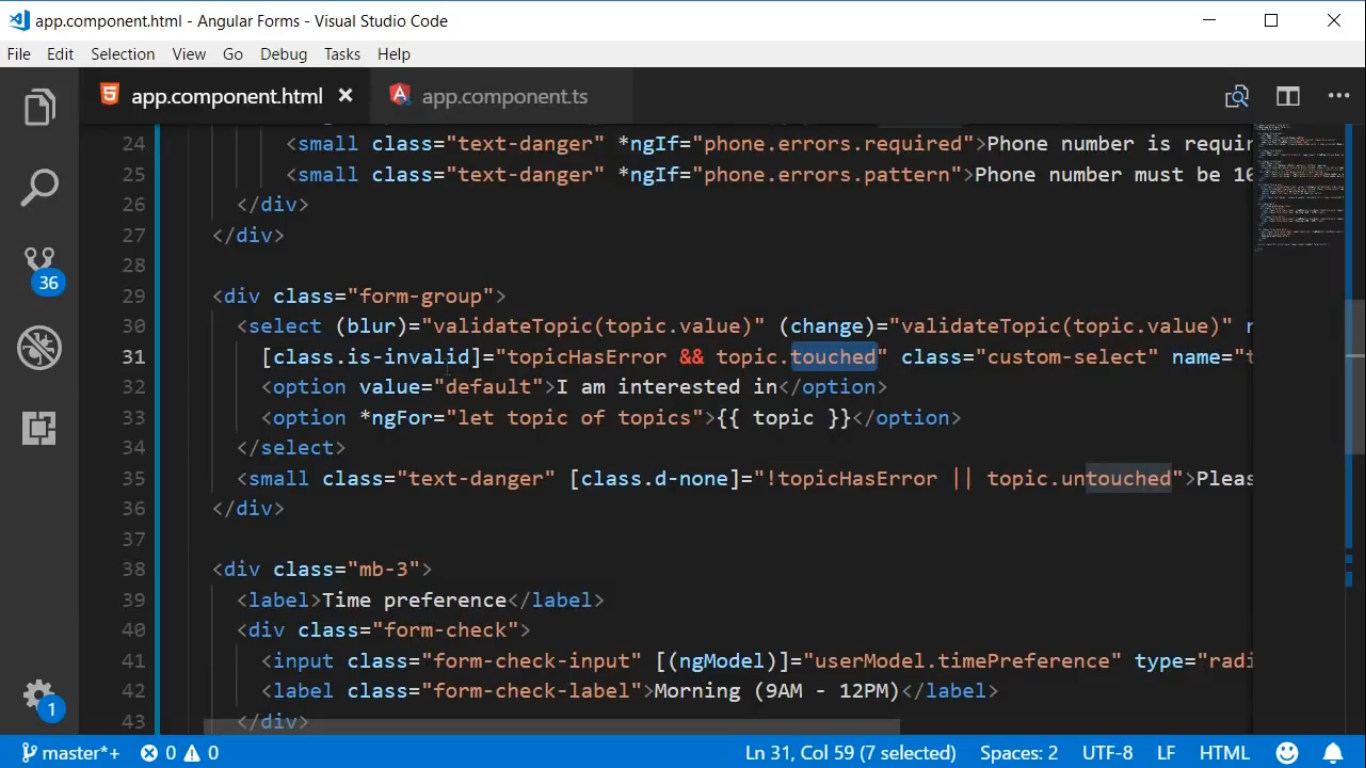 app.component.html - Angular Forms - Visual Studio Code
File Edit Selection View Go Debug Tasks Help
app.component.html app.component.ts
24 <small class="text-danger" *ngIf="phone.errors.required">Phone number is requir
25 <small class="text-danger" *ngIf="phone.errors.pattern">Phone number must be 10
26 </div>
27 </div>
28
29 <div class="form-group">
30 <select (blur)="validateTopic(topic.value)" (change)="validateTopic(topic.value)" n
31 [class.is-invalid]="topicHasError && topic.touched" class="custom-select" name="t
32 <option value="default">I am interested in</option>
33 <option *ngFor="let topic of topics">{{ topic }}</option>
34 </select>
35 <small class="text-danger" [class.d-none]="!topicHasError || topic.untouched">Pleas
36 </div>
37
38 <div class="mb-3">
39 <label>Time preference</label>
40 <div class="form-check">
41 <input class="form-check-input" [(ngModel)]="userModel.timePreference" type="radi
42 <label class="form-check-label">Morning (9AM - 12PM)</label>
43 </div>
36
1
master*+ 0 0 Ln 31, Col 59 (7 selected) Spaces: 2 UTF-8 LF HTML